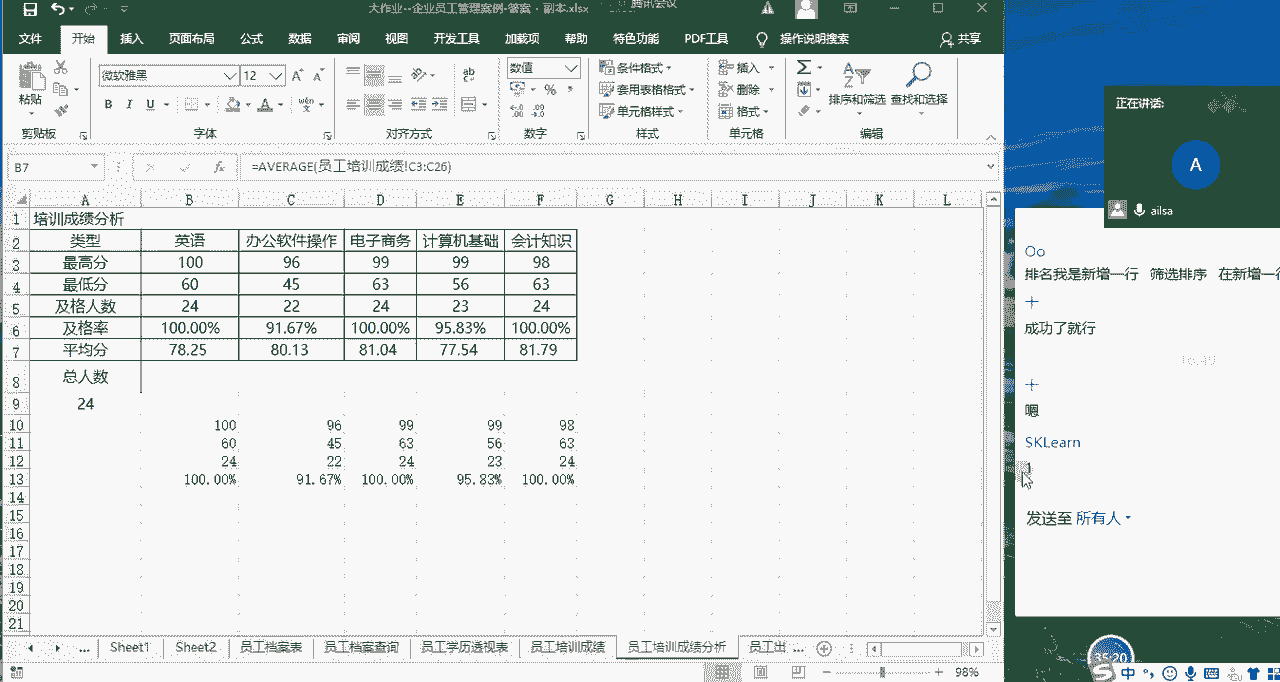 大作业--企业员工管理案例-答案 - 副本.xlsx
腾讯会议
文件 开始 插入 页面布局 公式 数据 审阅 视图 开发工具 加载项 帮助 特色功能 PDF工具 操作说明搜索 共享
粘贴 微软雅黑 12 数值 条件格式 插入
套用表格格式 删除 排序和筛选 查找和选择
B I U % 单元格样式 格式
剪贴板 字体 对齐方式 数字 样式 单元格 编辑
B7 fx =AVERAGE(员工培训成绩!C3:C26)
A B C D E F G H I J K L
1 培训成绩分析
2 类型 英语 办公软件操作 电子商务 计算机基础 会计知识
3 最高分 100 96 99 99 98
4 最低分 60 45 63 56 63
5 及格人数 24 22 24 23 24
6 及格率 100.00% 91.67% 100.00% 95.83% 100.00%
7 平均分 78.25 80.13 81.04 77.54 81.79
8 总人数
9 24
10 100 96 99 99 98
11 60 45 63 56 63
12 24 22 24 23 24
13 100.00% 91.67% 100.00% 95.83% 100.00%
14
15
16
17
18
19
20
21
... Sheet1 Sheet2 员工档案表 员工档案查询 员工学历透视表 员工培训成绩 员工培训成绩分析 员工出 ...
98%
正在讲话:
A
ailsa
Oo
排名我是新增一行 筛选排序 在新增一行
成功了就行
嗯
SKLearn
发送至 所有人
中